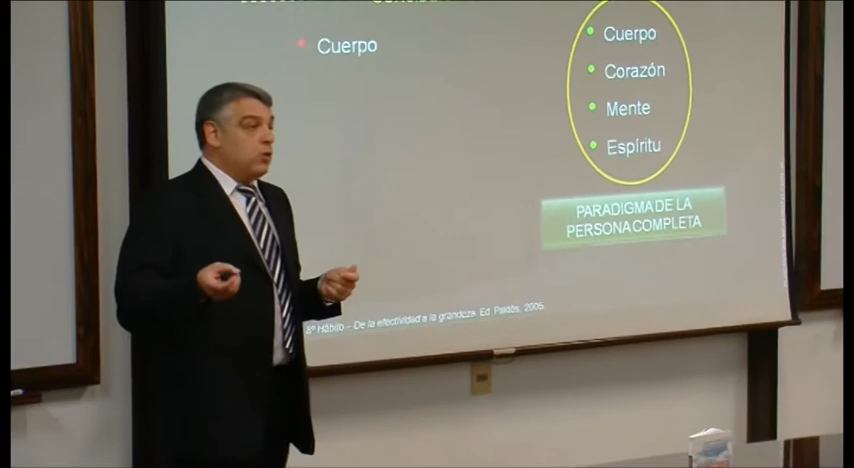 Cuerpo
Cuerpo
Corazón
Mente
Espíritu
PARADIGMA DE LA
PERSONA COMPLETA
8º Hábito – De la efectividad a la grandeza. Ed Paidós, 2005